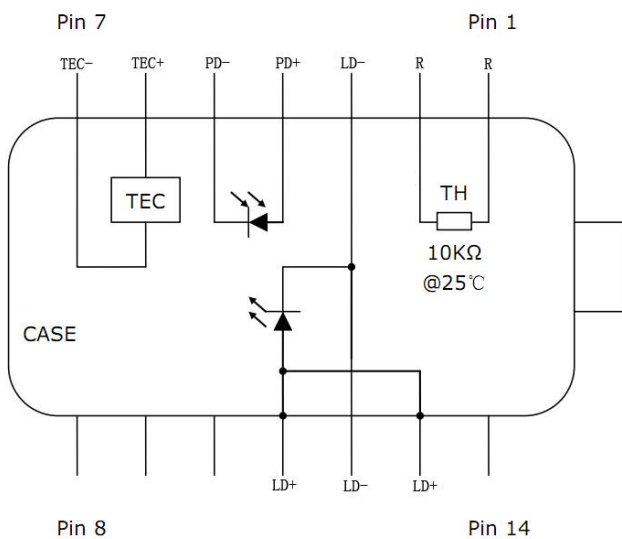 Pin 7 Pin 1
TEC- TEC+ PD- PD+ LD- R R
TEC
TH
10KΩ
@25℃
CASE
LD+ LD- LD+
Pin 8 Pin 14